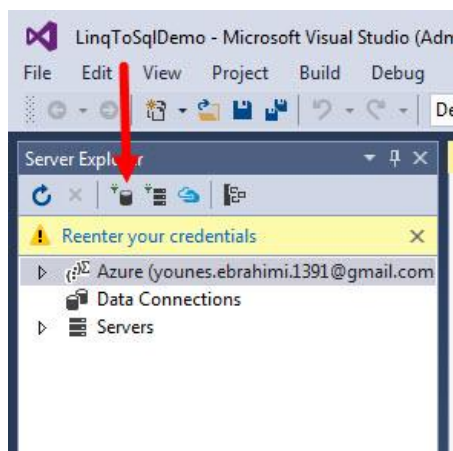 LinqToSqlDemo - Microsoft Visual Studio (Adm
File Edit View Project Build Debug
De
Server Explorer
Reenter your credentials
Azure (younes.ebrahimi.1391@gmail.com
Data Connections
Servers